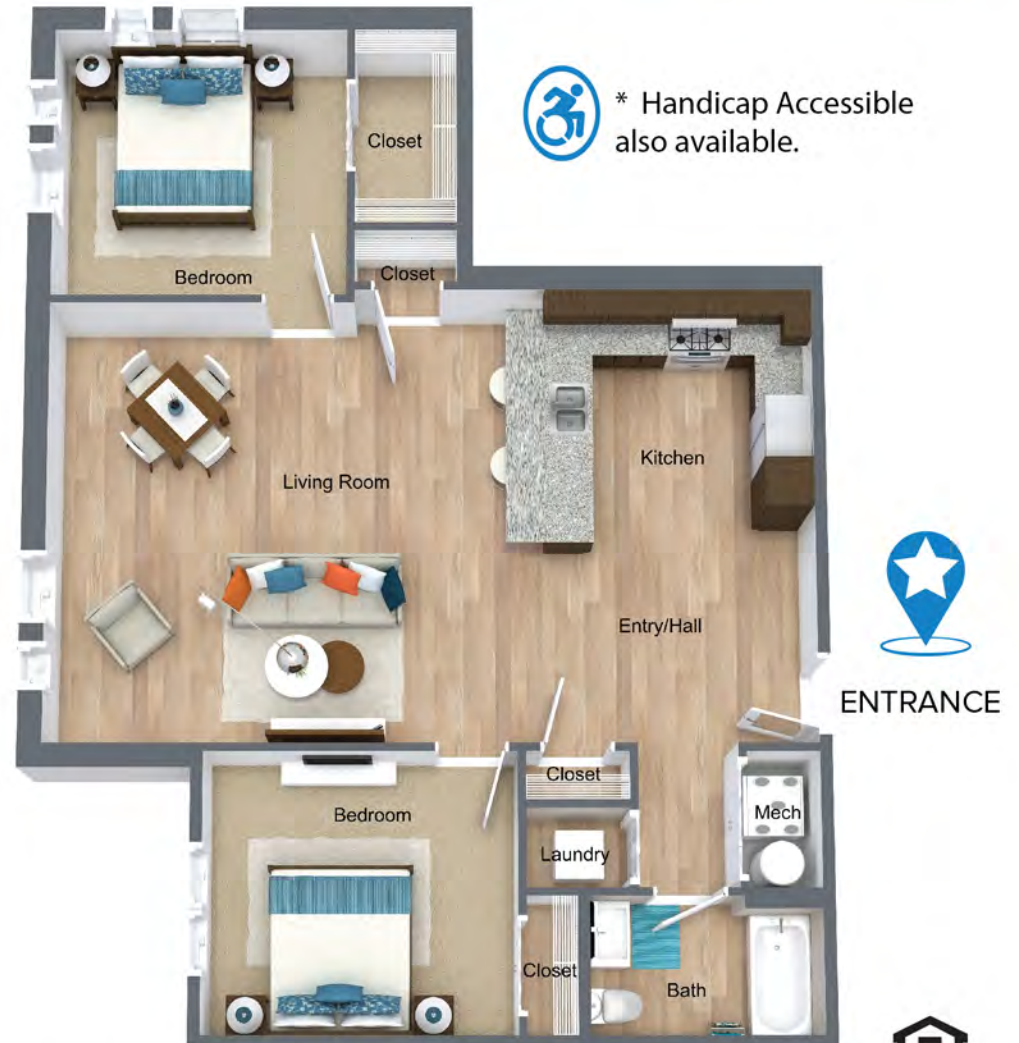 * Handicap Accessible
also available.
Closet
Bedroom
Closet
Kitchen
Living Room
Entry/Hall
ENTRANCE
Closet
Bedroom
Mech
Laundry
Closet
Bath